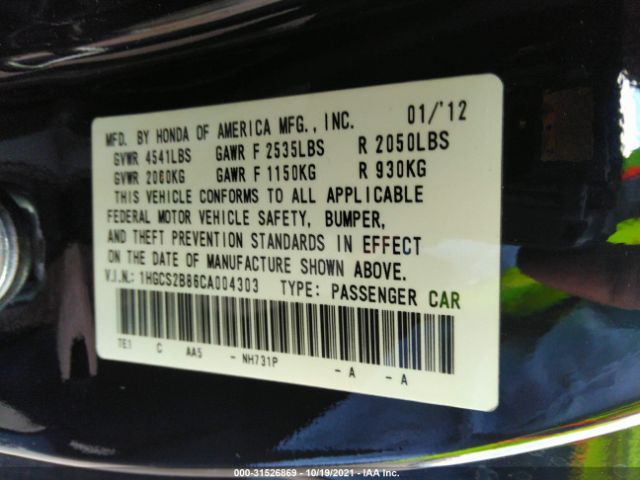 MFD. BY HONDA OF AMERICA MFG., INC. 01/'12
GVWR 4541LBS GAWR F 2535LBS R 2050LBS
GVWR 2060KG GAWR F 1150KG R 930KG
THIS VEHICLE CONFORMS TO ALL APPLICABLE
FEDERAL MOTOR VEHICLE SAFETY, BUMPER,
AND THEFT PREVENTION STANDARDS IN EFFECT
ON THE DATE OF MANUFACTURE SHOWN ABOVE.
V.I.N.: 1HGCS2B86CA004303 TYPE: PASSENGER CAR
TE1 C AA5 - NH731P - A - A
000-31526869 - 10/19/2021 - IAA Inc.